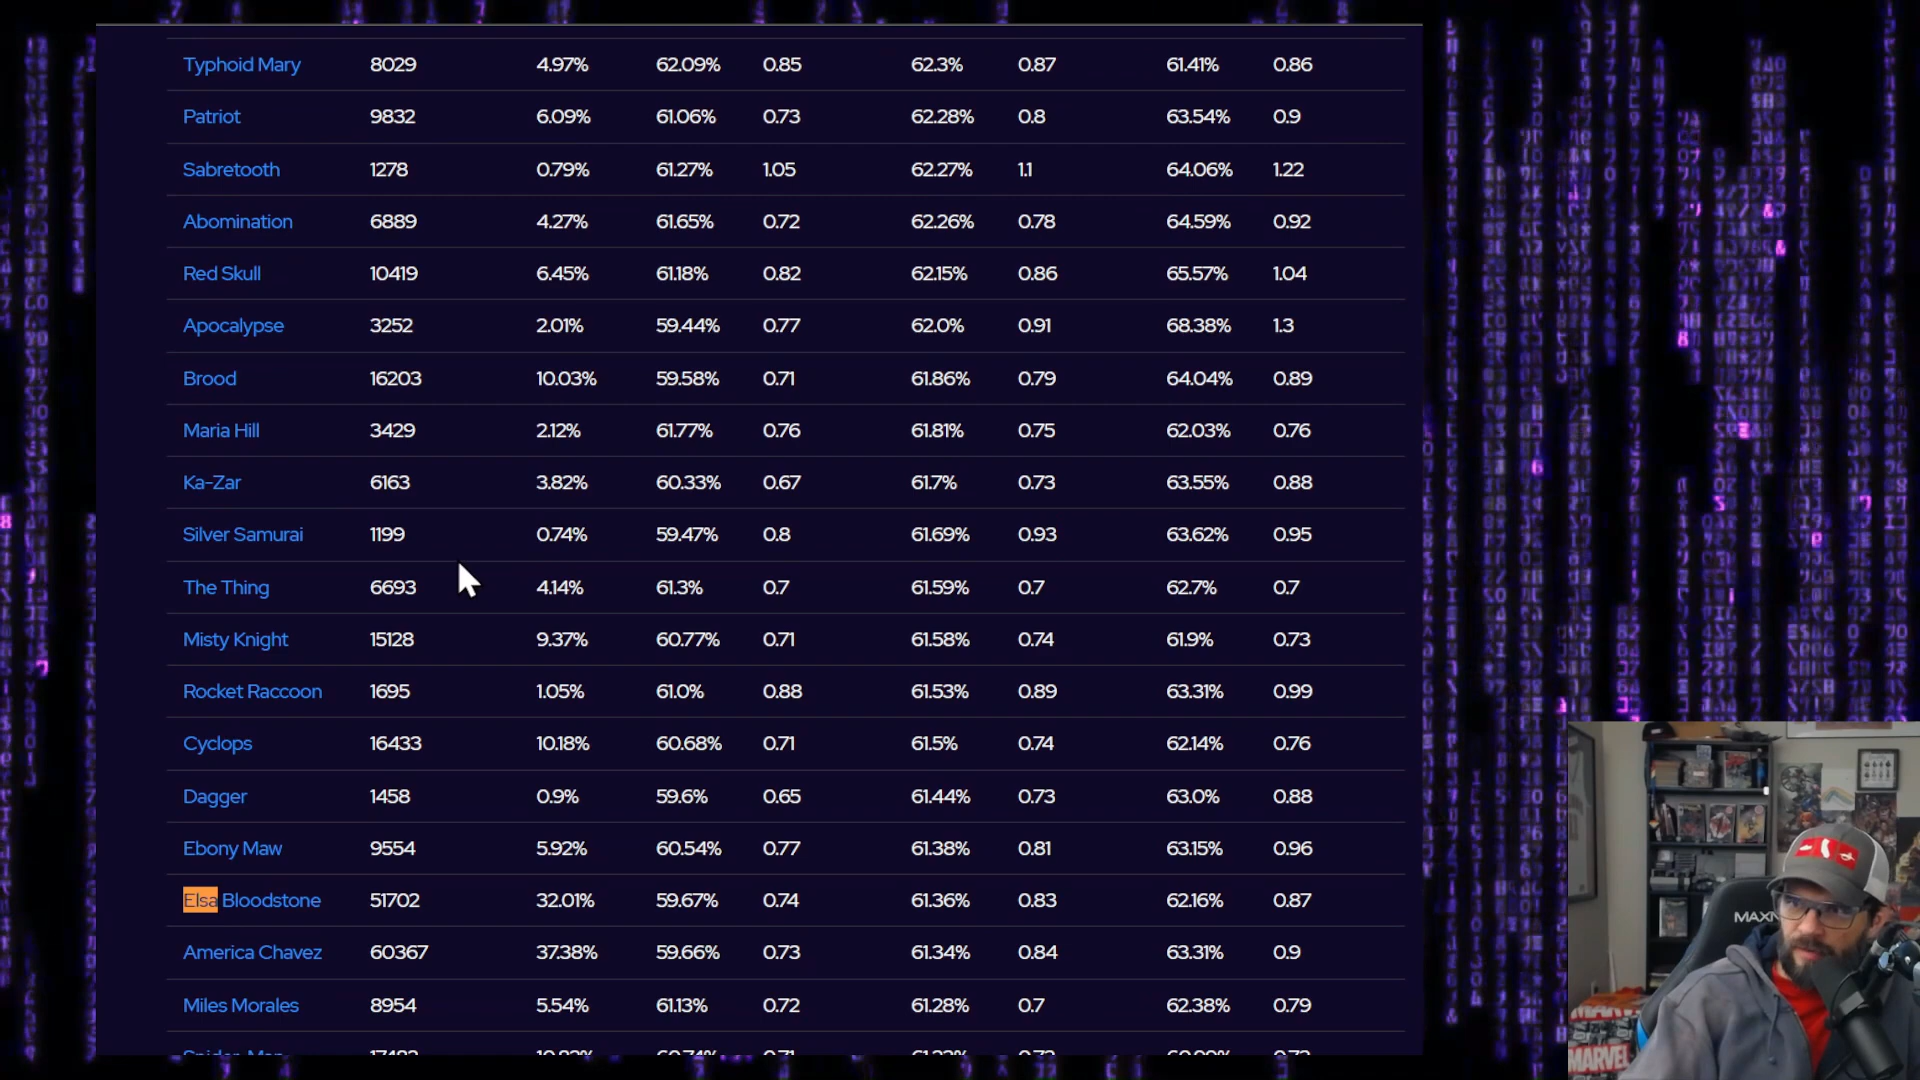 Typhoid Mary 8029 4.97% 62.09% 0.85 62.3% 0.87 61.41% 0.86
Patriot 9832 6.09% 61.06% 0.73 62.28% 0.8 63.54% 0.9
Sabretooth 1278 0.79% 61.27% 1.05 62.27% 1.1 64.06% 1.22
Abomination 6889 4.27% 61.65% 0.72 62.26% 0.78 64.59% 0.92
Red Skull 10419 6.45% 61.18% 0.82 62.15% 0.86 65.57% 1.04
Apocalypse 3252 2.01% 59.44% 0.77 62.0% 0.91 68.38% 1.3
Brood 16203 10.03% 59.58% 0.71 61.86% 0.79 64.04% 0.89
Maria Hill 3429 2.12% 61.77% 0.76 61.81% 0.75 62.03% 0.76
Ka-Zar 6163 3.82% 60.33% 0.67 61.7% 0.73 63.55% 0.88
Silver Samurai 1199 0.74% 59.47% 0.8 61.69% 0.93 63.62% 0.95
The Thing 6693 4.14% 61.3% 0.7 61.59% 0.7 62.7% 0.7
Misty Knight 15128 9.37% 60.77% 0.71 61.58% 0.74 61.9% 0.73
Rocket Raccoon 1695 1.05% 61.0% 0.88 61.53% 0.89 63.31% 0.99
Cyclops 16433 10.18% 60.68% 0.71 61.5% 0.74 62.14% 0.76
Dagger 1458 0.9% 59.6% 0.65 61.44% 0.73 63.0% 0.88
Ebony Maw 9554 5.92% 60.54% 0.77 61.38% 0.81 63.15% 0.96
Elsa Bloodstone 51702 32.01% 59.67% 0.74 61.36% 0.83 62.16% 0.87
America Chavez 60367 37.38% 59.66% 0.73 61.34% 0.84 63.31% 0.9
Miles Morales 8954 5.54% 61.13% 0.72 61.28% 0.7 62.38% 0.79
MARVEL